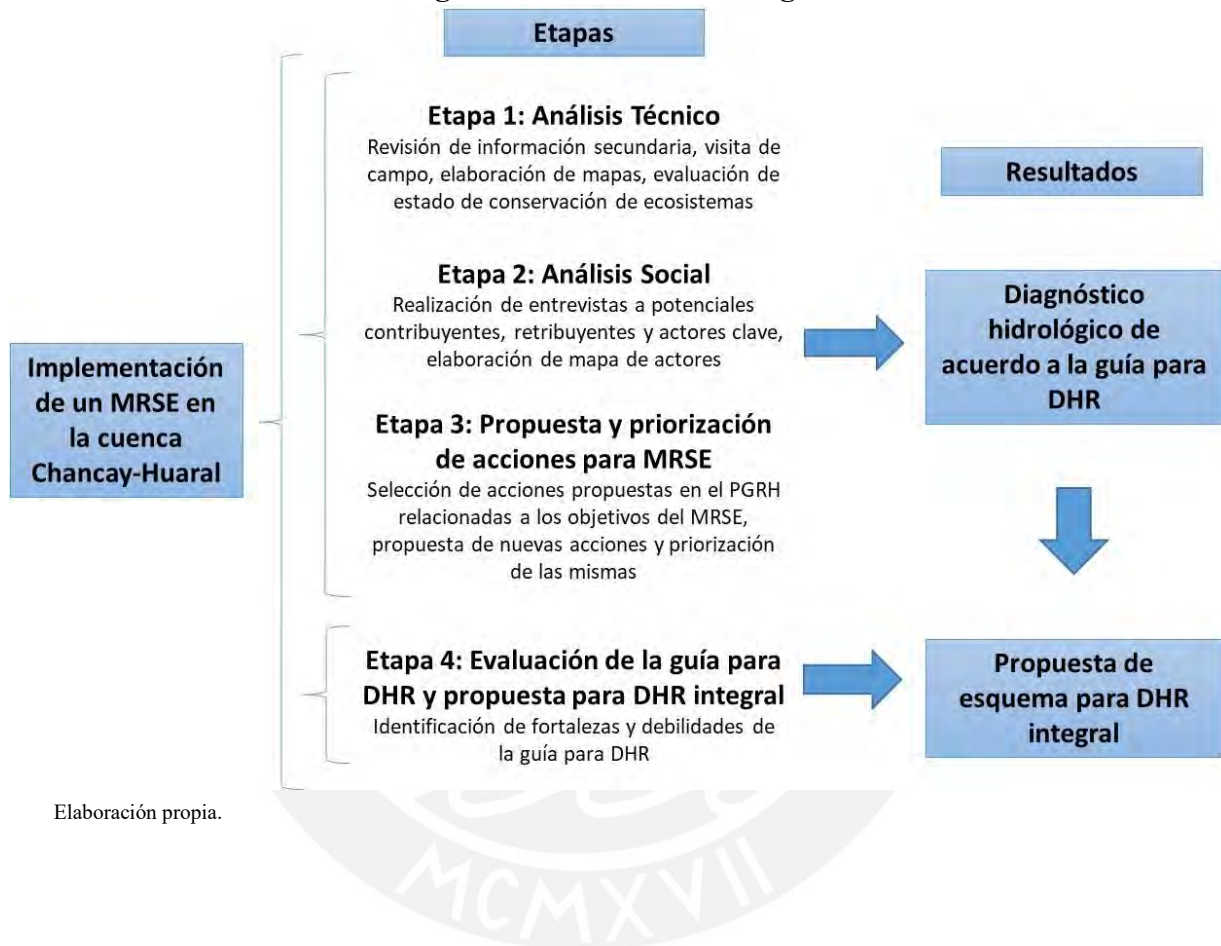 Etapas
Etapa 1: Análisis Técnico
Revisión de información secundaria, visita de
campo, elaboración de mapas, evaluación de
estado de conservación de ecosistemas
Etapa 2: Análisis Social
Realización de entrevistas a potenciales
contribuyentes, retribuyentes y actores clave,
elaboración de mapa de actores
Etapa 3: Propuesta y priorización
de acciones para MRSE
Selección de acciones propuestas en el PGRH
relacionadas a los objetivos del MRSE,
propuesta de nuevas acciones y priorización
de las mismas
Etapa 4: Evaluación de la guía para
DHR y propuesta para DHR integral
Identificación de fortalezas y debilidades de
la guía para DHR
Implementación
de un MRSE en
la cuenca
Chancay-Huaral
Resultados
Diagnóstico
hidrológico de
acuerdo a la guía para
DHR
Propuesta de
esquema para DHR
integral
Elaboración propia.
MCMXVII